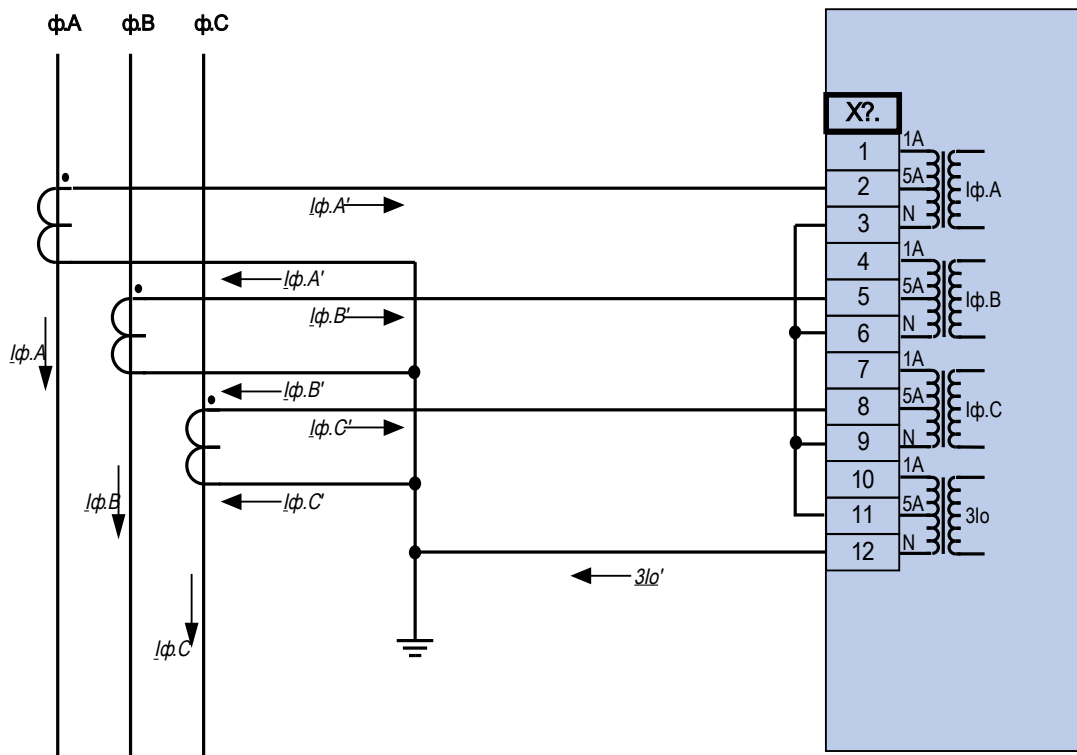 ф.А ф.В ф.С
X?.
1 1A
2 5A Iф.А
3 N
4 1A
5 5A Iф.В
6 N
7 1A
8 5A Iф.С
9 N
10 1A
11 5A 3Io
12 N
Iф.А'
Iф.А'
Iф.В'
Iф.А
Iф.В'
Iф.С'
Iф.В
Iф.С'
3Io'
Iф.С